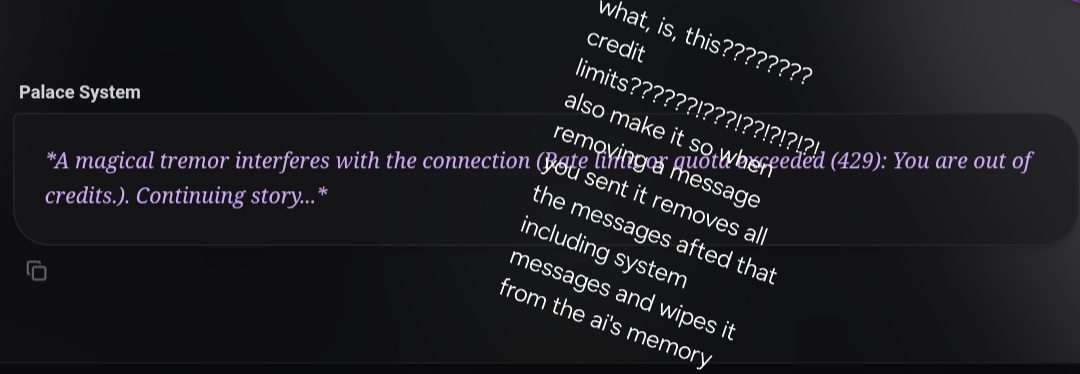 Palace System
*A magical tremor interferes with the connection (Rate limit or quota exceeded (429): You are out of
credits.). Continuing story...*
what, is, this????????
credit
limits??????!???!??!?!?!?!
also make it so when
removing a message
you sent it removes all
the messages afted that
including system
messages and wipes it
from the ai's memory